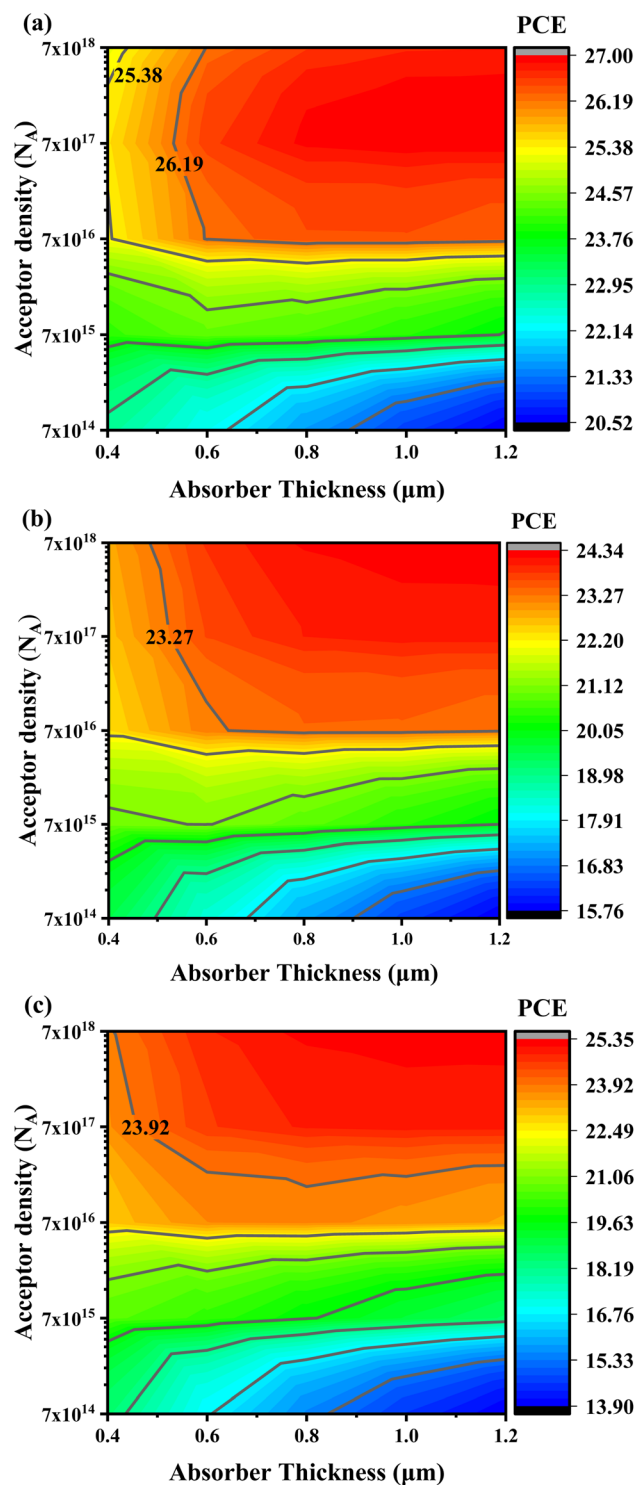 (a)
PCE
7x10^18
7x10^17
7x10^16
7x10^15
7x10^14
Acceptor density (N_A)
25.38
26.19
27.00
26.19
25.38
24.57
23.76
22.95
22.14
21.33
20.52
0.4 0.6 0.8 1.0 1.2
Absorber Thickness (µm)
(b)
PCE
7x10^18
7x10^17
7x10^16
7x10^15
7x10^14
Acceptor density (N_A)
23.27
24.34
23.27
22.20
21.12
20.05
18.98
17.91
16.83
15.76
0.4 0.6 0.8 1.0 1.2
Absorber Thickness (µm)
(c)
PCE
7x10^18
7x10^17
7x10^16
7x10^15
7x10^14
Acceptor density (N_A)
23.92
25.35
23.92
22.49
21.06
19.63
18.19
16.76
15.33
13.90
0.4 0.6 0.8 1.0 1.2
Absorber Thickness (µm)